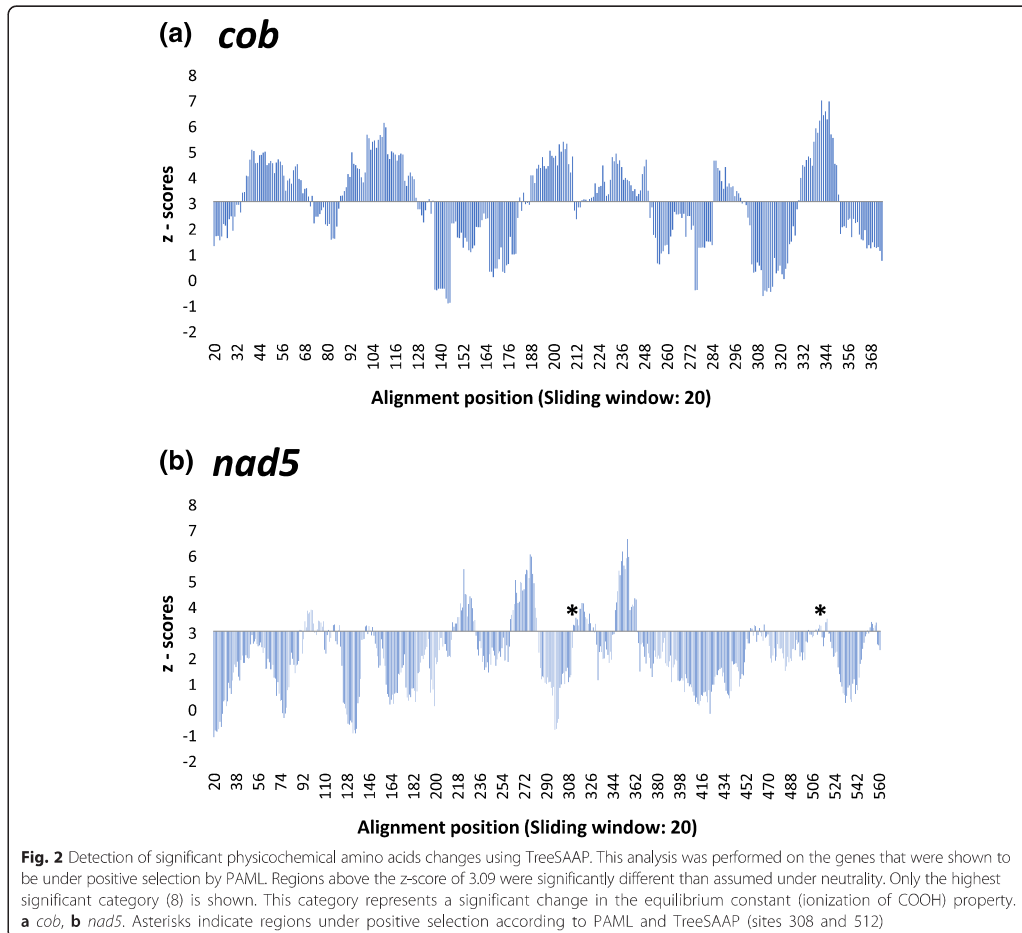 (a) cob
8
7
6
5
4
3
2
1
0
-1
-2
z - scores
20 32 44 56 68 80 92 104 116 128 140 152 164 176 188 200 212 224 236 248 260 272 284 296 308 320 332 344 356 368
Alignment position (Sliding window: 20)
(b) nad5
8
7
6
5
4
3
2
1
0
-1
-2
z - scores
* *
20 38 56 74 92 110 128 146 164 182 200 218 236 254 272 290 308 326 344 362 380 398 416 434 452 470 488 506 524 542 560
Alignment position (Sliding window: 20)
Fig. 2 Detection of significant physicochemical amino acids changes using TreeSAAP. This analysis was performed on the genes that were shown to
be under positive selection by PAML. Regions above the z-score of 3.09 were significantly different than assumed under neutrality. Only the highest
significant category (8) is shown. This category represents a significant change in the equilibrium constant (ionization of COOH) property.
a cob, b nad5. Asterisks indicate regions under positive selection according to PAML and TreeSAAP (sites 308 and 512)